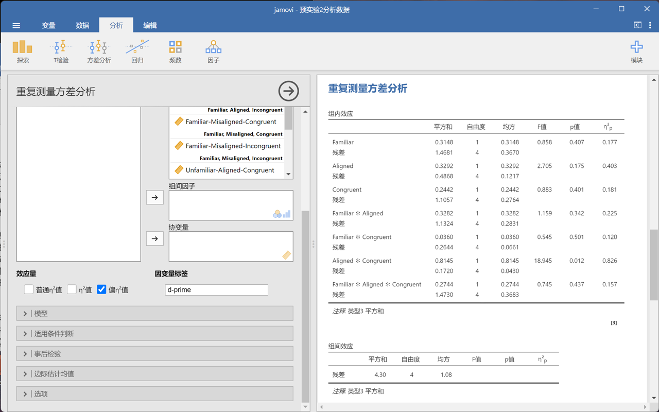 jamovi - 预实验2分析数据
变量 数据 分析 编辑
探索 T检验 方差分析 回归 频数 因子 模块
重复测量方差分析
Familiar, Aligned, Incongruent
Familiar-Misaligned-Congruent
Familiar, Misaligned, Congruent
Familiar-Misaligned-Incongruent
Familiar, Misaligned, Incongruent
Unfamiliar-Aligned-Congruent
组间因子
协变量
效应量
因变量标签
普通η²值 η²值 偏η²值
d-prime
模型
适用条件判断
事后检验
边际估计均值
选项
重复测量方差分析
组内效应
平方和 自由度 均方 F值 p值 η²p
Familiar 0.3148 1 0.3148 0.858 0.407 0.177
残差 1.4681 4 0.3670
Aligned 0.3292 1 0.3292 2.705 0.175 0.403
残差 0.4868 4 0.1217
Congruent 0.2442 1 0.2442 0.883 0.401 0.181
残差 1.1057 4 0.2764
Familiar ※ Aligned 0.3282 1 0.3282 1.159 0.342 0.225
残差 1.1324 4 0.2831
Familiar ※ Congruent 0.0360 1 0.0360 0.545 0.501 0.120
残差 0.2644 4 0.0661
Aligned ※ Congruent 0.8145 1 0.8145 18.945 0.012 0.826
残差 0.1720 4 0.0430
Familiar ※ Aligned ※ Congruent 0.2744 1 0.2744 0.745 0.437 0.157
残差 1.4730 4 0.3683
注释 类型3 平方和
[3]
组间效应
平方和 自由度 均方 F值 p值 η²p
残差 4.30 4 1.08
注释 类型3 平方和